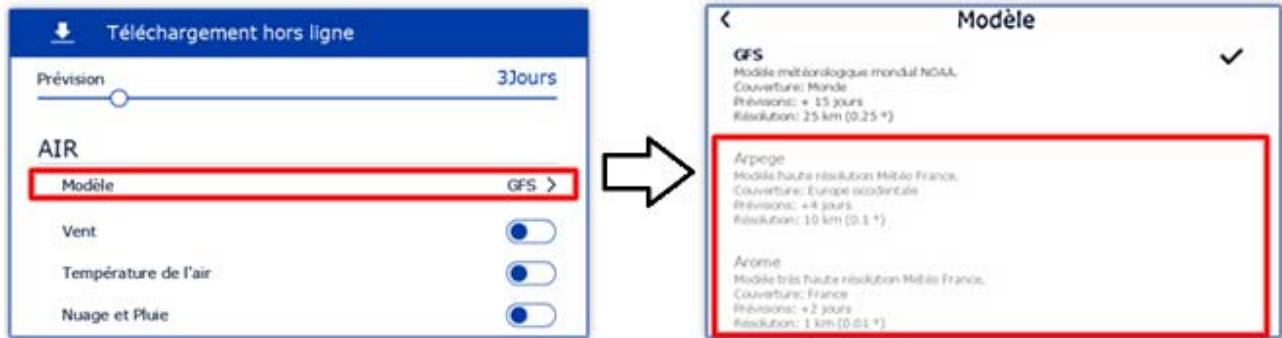 Téléchargement hors ligne
Prévision 3Jours
AIR
Modèle GFS >
Vent
Température de l'air
Nuage et Pluie
Modèle
GFS
Modèle météorologique mondial NOAA.
Couverture: Monde
Prévisions: + 15 jours
Résolution: 25 km (0.25 °)
Arpege
Modèle haute résolution Météo France.
Couverture: Europe occidentale
Prévisions: +4 jours
Résolution: 10 km (0.1 °)
Arome
Modèle très haute résolution Météo France.
Couverture: France
Prévisions: +2 jours
Résolution: 1 km (0.01 °)